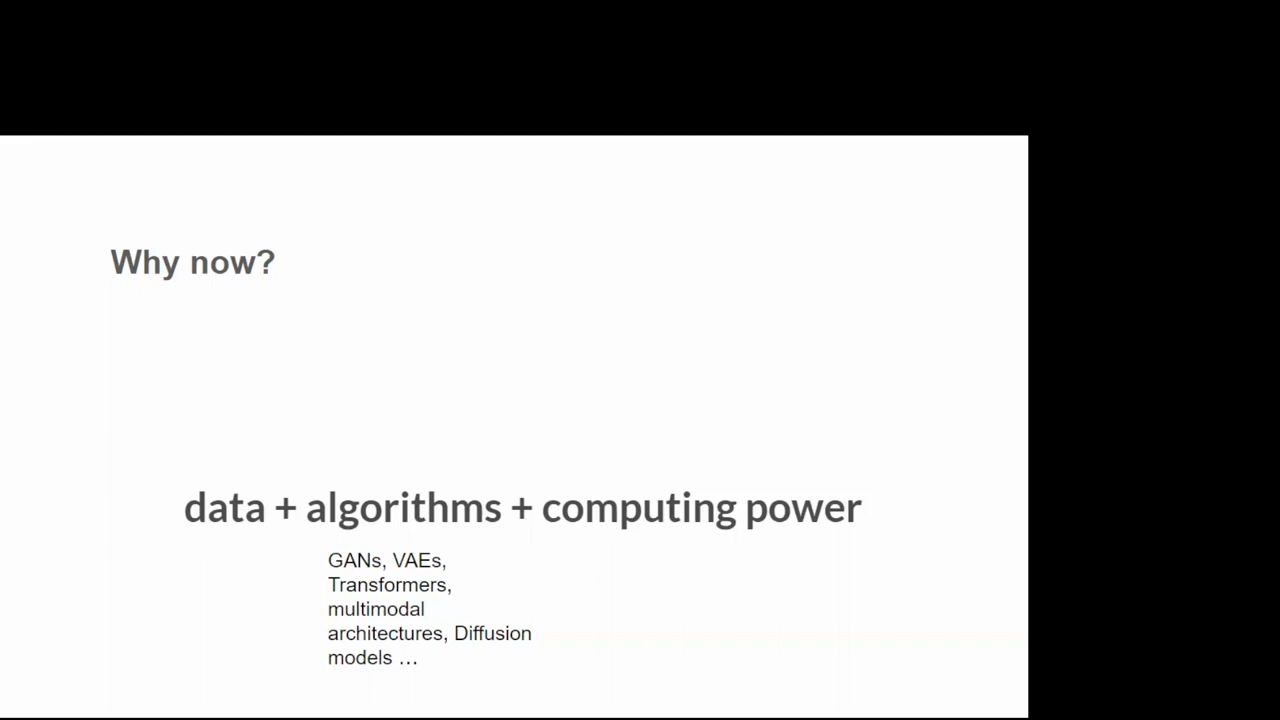 Why now?
data + algorithms + computing power
GANs, VAEs,
Transformers,
multimodal
architectures, Diffusion
models …